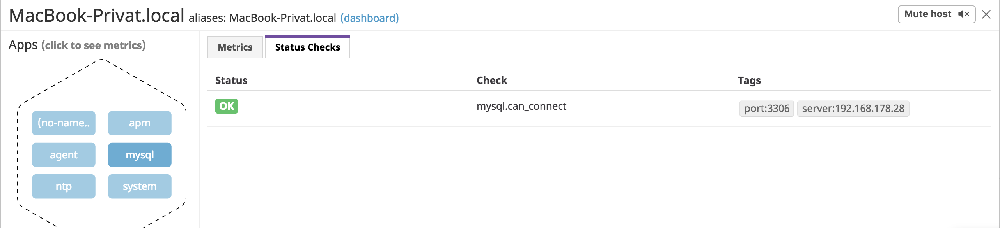 MacBook-Privat.local aliases: MacBook-Privat.local (dashboard)
Mute host
Apps (click to see metrics)
Metrics
Status Checks
Status Check Tags
OK mysql.can_connect port:3306 server:192.168.178.28
(no-name.. apm
agent mysql
ntp system